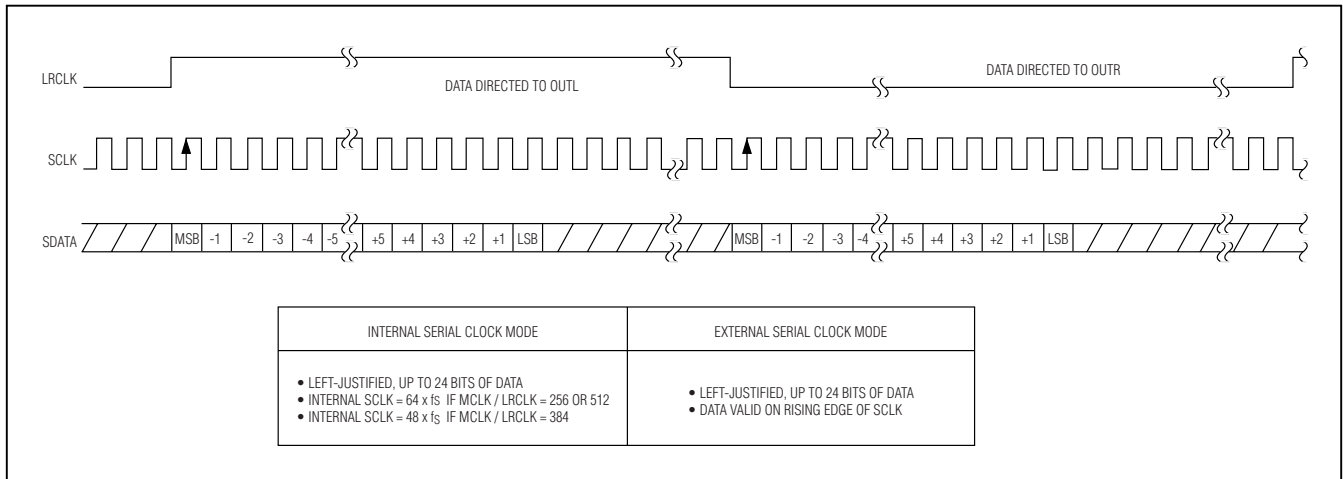 LRCLK
DATA DIRECTED TO OUTL
DATA DIRECTED TO OUTR
SCLK
SDATA
MSB -1 -2 -3 -4 -5 +5 +4 +3 +2 +1 LSB
MSB -1 -2 -3 -4 +5 +4 +3 +2 +1 LSB
INTERNAL SERIAL CLOCK MODE
• LEFT-JUSTIFIED, UP TO 24 BITS OF DATA
• INTERNAL SCLK = 64 x fS IF MCLK / LRCLK = 256 OR 512
• INTERNAL SCLK = 48 x fS IF MCLK / LRCLK = 384
EXTERNAL SERIAL CLOCK MODE
• LEFT-JUSTIFIED, UP TO 24 BITS OF DATA
• DATA VALID ON RISING EDGE OF SCLK